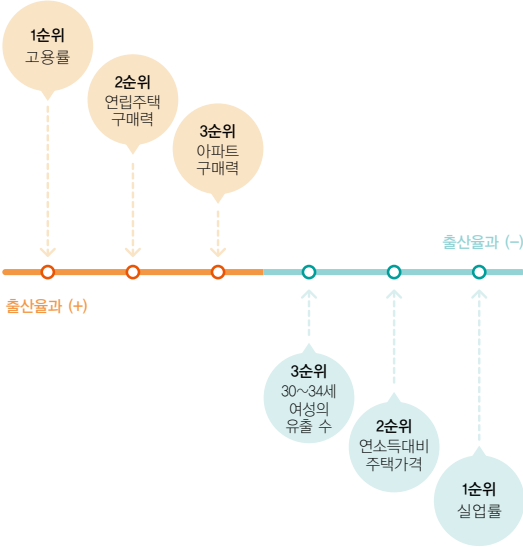 1순위
고용률
2순위
연립주택
구매력
3순위
아파트
구매력
출산율과 (−)
출산율과 (+)
3순위
30~34세
여성의
유출 수
2순위
연소득대비
주택가격
1순위
실업률